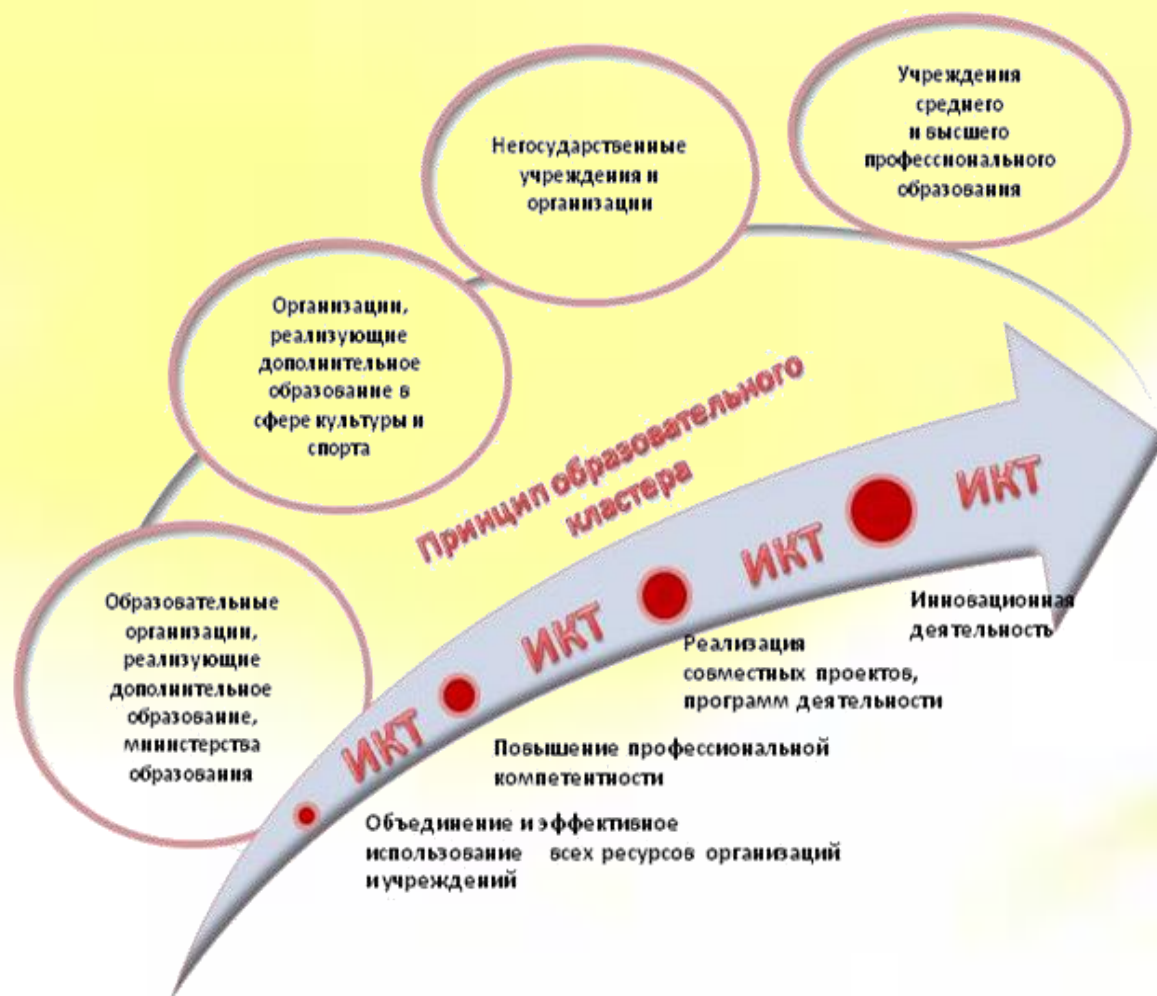 Учреждения
среднего
и высшего
профессионального
образования
Негосударственные
учреждения и
организации
Организации,
реализующие
дополнительное
образование в
сфере культуры и
спорта
Образовательные
организации,
реализующие
дополнительное
образование,
министерства
образования
Принцип образовательного
кластера
ИКТ
ИКТ
ИКТ
ИКТ
Инновационная
деятельность
Реализация
совместных проектов,
программ деятельности
Повышение профессиональной
компетентности
Объединение и эффективное
использование всех ресурсов организаций
и учреждений